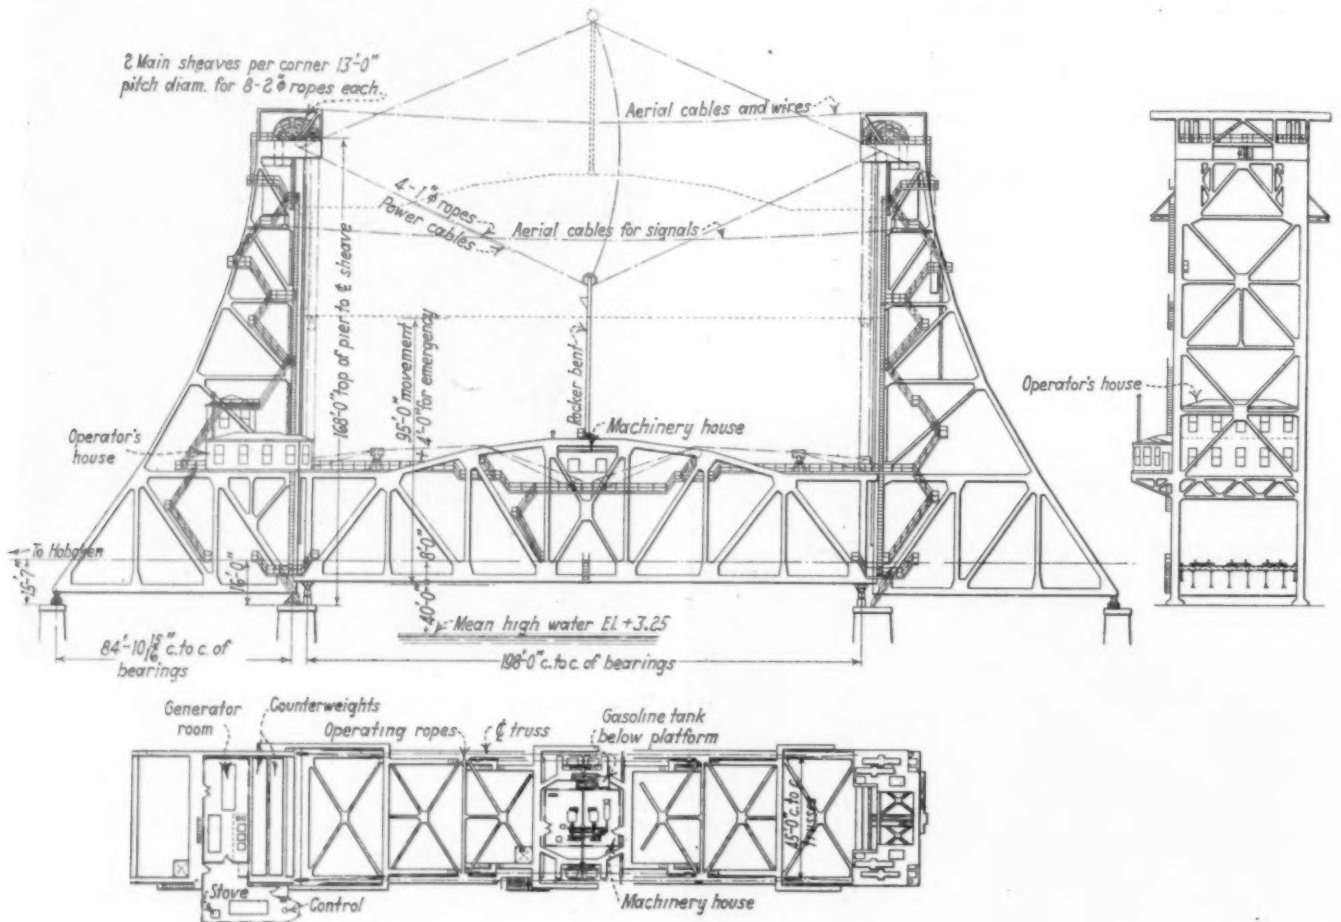 2 Main sheaves per corner 13'-0"
pitch diam. for 8-2"φ ropes each.
Aerial cables and wires
4-1"φ ropes
Power cables
Aerial cables for signals
168'-0" top of pier to ℄ sheave
95'-0" movement
4'-0" for emergency
Rocker bent
Machinery house
Operator's
house
Operator's house
To Hoboken
15'-7"
16'-0"
8'-0"
40'-0"
Mean high water El. +3.25
84'-10 15/16" c. to c. of
bearings
198'-0" c. to c. of bearings
Generator
room
Counterweights
Operating ropes
℄ truss
Gasoline tank
below platform
45'-0" c. to c.
trusses
Stove
Control
Machinery house